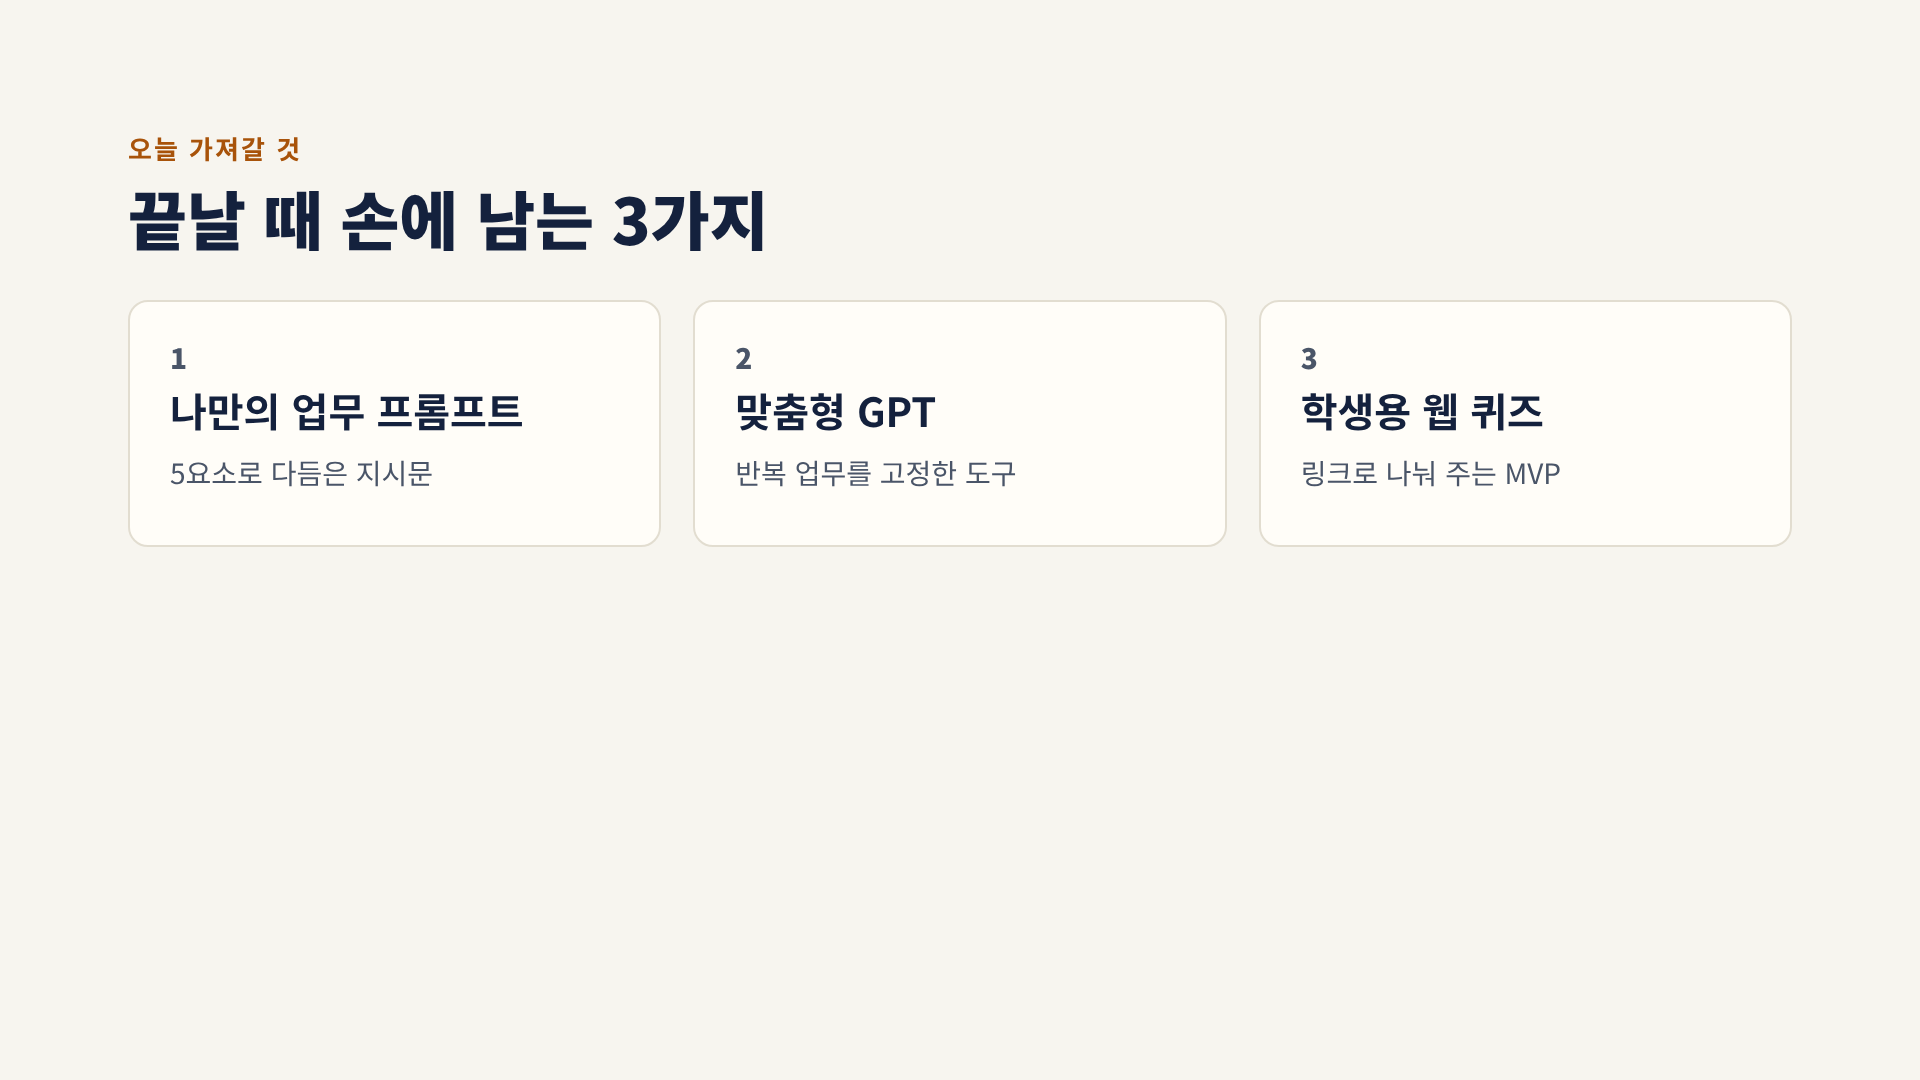 오늘 가져갈 것
끝날 때 손에 남는 3가지
1
나만의 업무 프롬프트
5요소로 다듬은 지시문
2
맞춤형 GPT
반복 업무를 고정한 도구
3
학생용 웹 퀴즈
링크로 나눠 주는 MVP